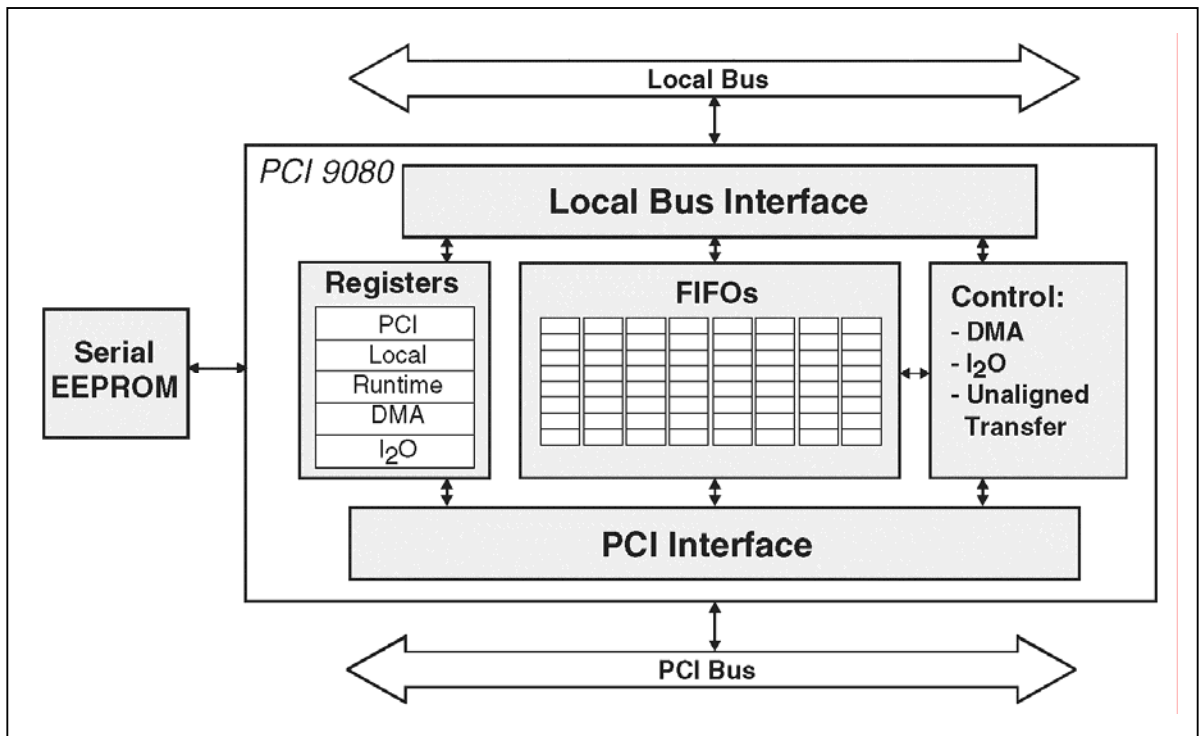 Local Bus
PCI 9080
Local Bus Interface
Registers
PCI
Local
Runtime
DMA
I₂O
FIFOs
Control:
- DMA
- I₂O
- Unaligned
Transfer
Serial
EEPROM
PCI Interface
PCI Bus